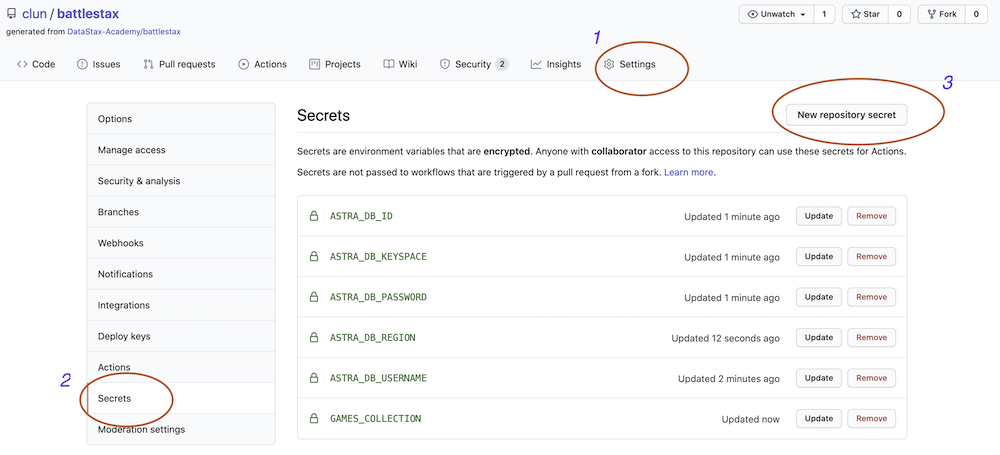 clun / battlestax
Unwatch 1 Star 0 Fork 0
generated from DataStax-Academy/battlestax
1
Code Issues Pull requests Actions Projects Wiki Security 2 Insights Settings
3
Secrets
New repository secret
Options
Manage access
Security & analysis
Branches
Webhooks
Notifications
Integrations
Deploy keys
Actions
2
Secrets
Moderation settings
Secrets are environment variables that are encrypted. Anyone with collaborator access to this repository can use these secrets for Actions.
Secrets are not passed to workflows that are triggered by a pull request from a fork. Learn more.
ASTRA_DB_ID Updated 1 minute ago Update Remove
ASTRA_DB_KEYSPACE Updated 1 minute ago Update Remove
ASTRA_DB_PASSWORD Updated 1 minute ago Update Remove
ASTRA_DB_REGION Updated 12 seconds ago Update Remove
ASTRA_DB_USERNAME Updated 2 minutes ago Update Remove
GAMES_COLLECTION Updated now Update Remove